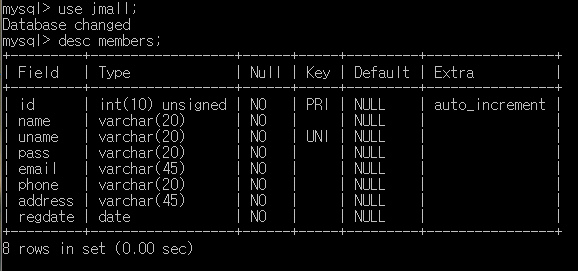 mysql> use jmall;
Database changed
mysql> desc members;
+----------+------------------+------+-----+---------+----------------+
| Field    | Type             | Null | Key | Default | Extra          |
+----------+------------------+------+-----+---------+----------------+
| id       | int(10) unsigned | NO   | PRI | NULL    | auto_increment |
| name     | varchar(20)      | NO   |     | NULL    |                |
| uname    | varchar(20)      | NO   | UNI | NULL    |                |
| pass     | varchar(20)      | NO   |     | NULL    |                |
| email    | varchar(45)      | NO   |     | NULL    |                |
| phone    | varchar(20)      | NO   |     | NULL    |                |
| address  | varchar(45)      | NO   |     | NULL    |                |
| regdate  | date             | NO   |     | NULL    |                |
+----------+------------------+------+-----+---------+----------------+
8 rows in set (0.00 sec)